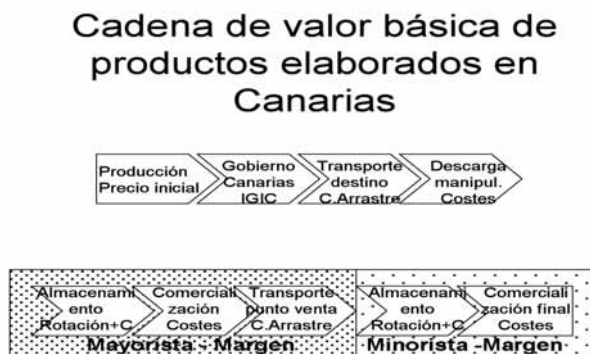 Cadena de valor básica de
productos elaborados en
Canarias
Producción
Precio inicial
Gobierno
Canarias
IGIC
Transporte
destino
C.Arrastre
Descarga
manipul.
Costes
Almacenami
ento
Rotación+C
Comerciali
zación
Costes
Transporte
punto venta
C.Arrastre
Mayorista - Margen
Almacenami
ento
Rotación+C
Comerciali
zación final
Costes
Minorista -Margen